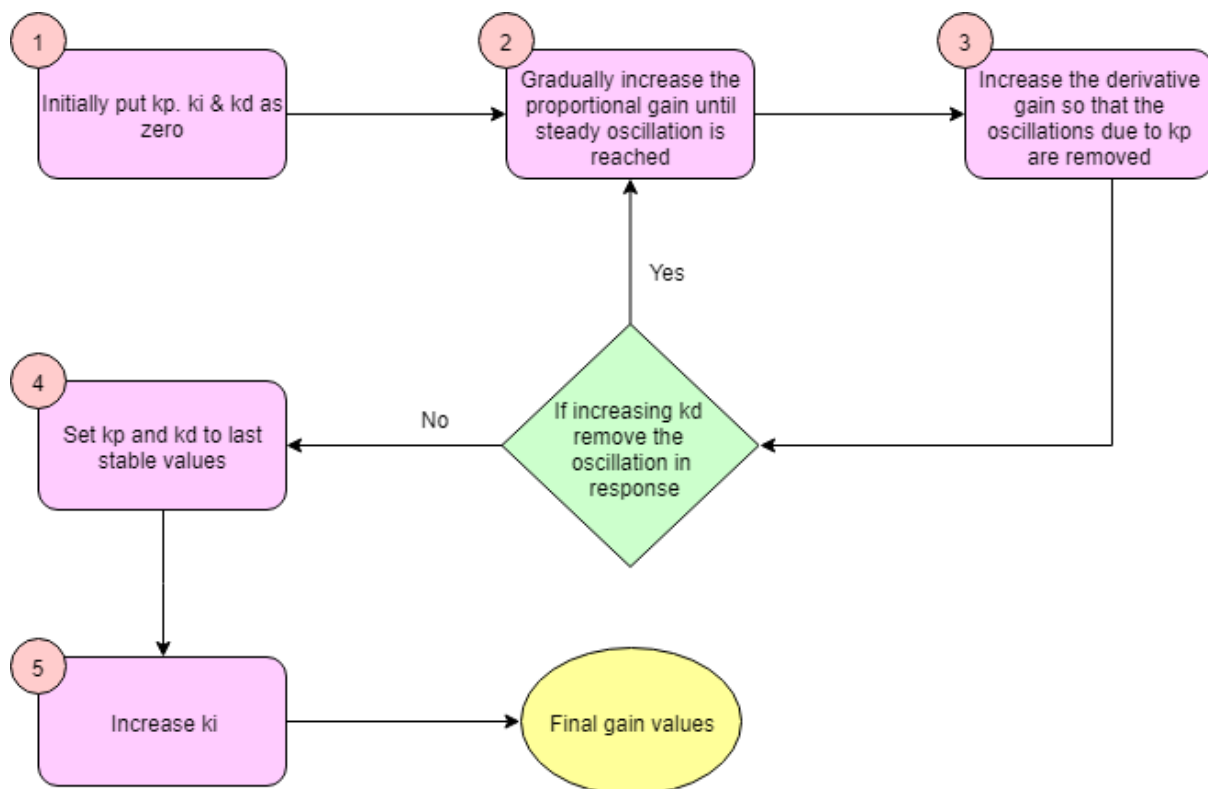 1
Initially put kp. ki & kd as
zero
2
Gradually increase the
proportional gain until
steady oscillation is
reached
3
Increase the derivative
gain so that the
oscillations due to kp
are removed
Yes
If increasing kd
remove the
oscillation in
response
No
4
Set kp and kd to last
stable values
5
Increase ki
Final gain values